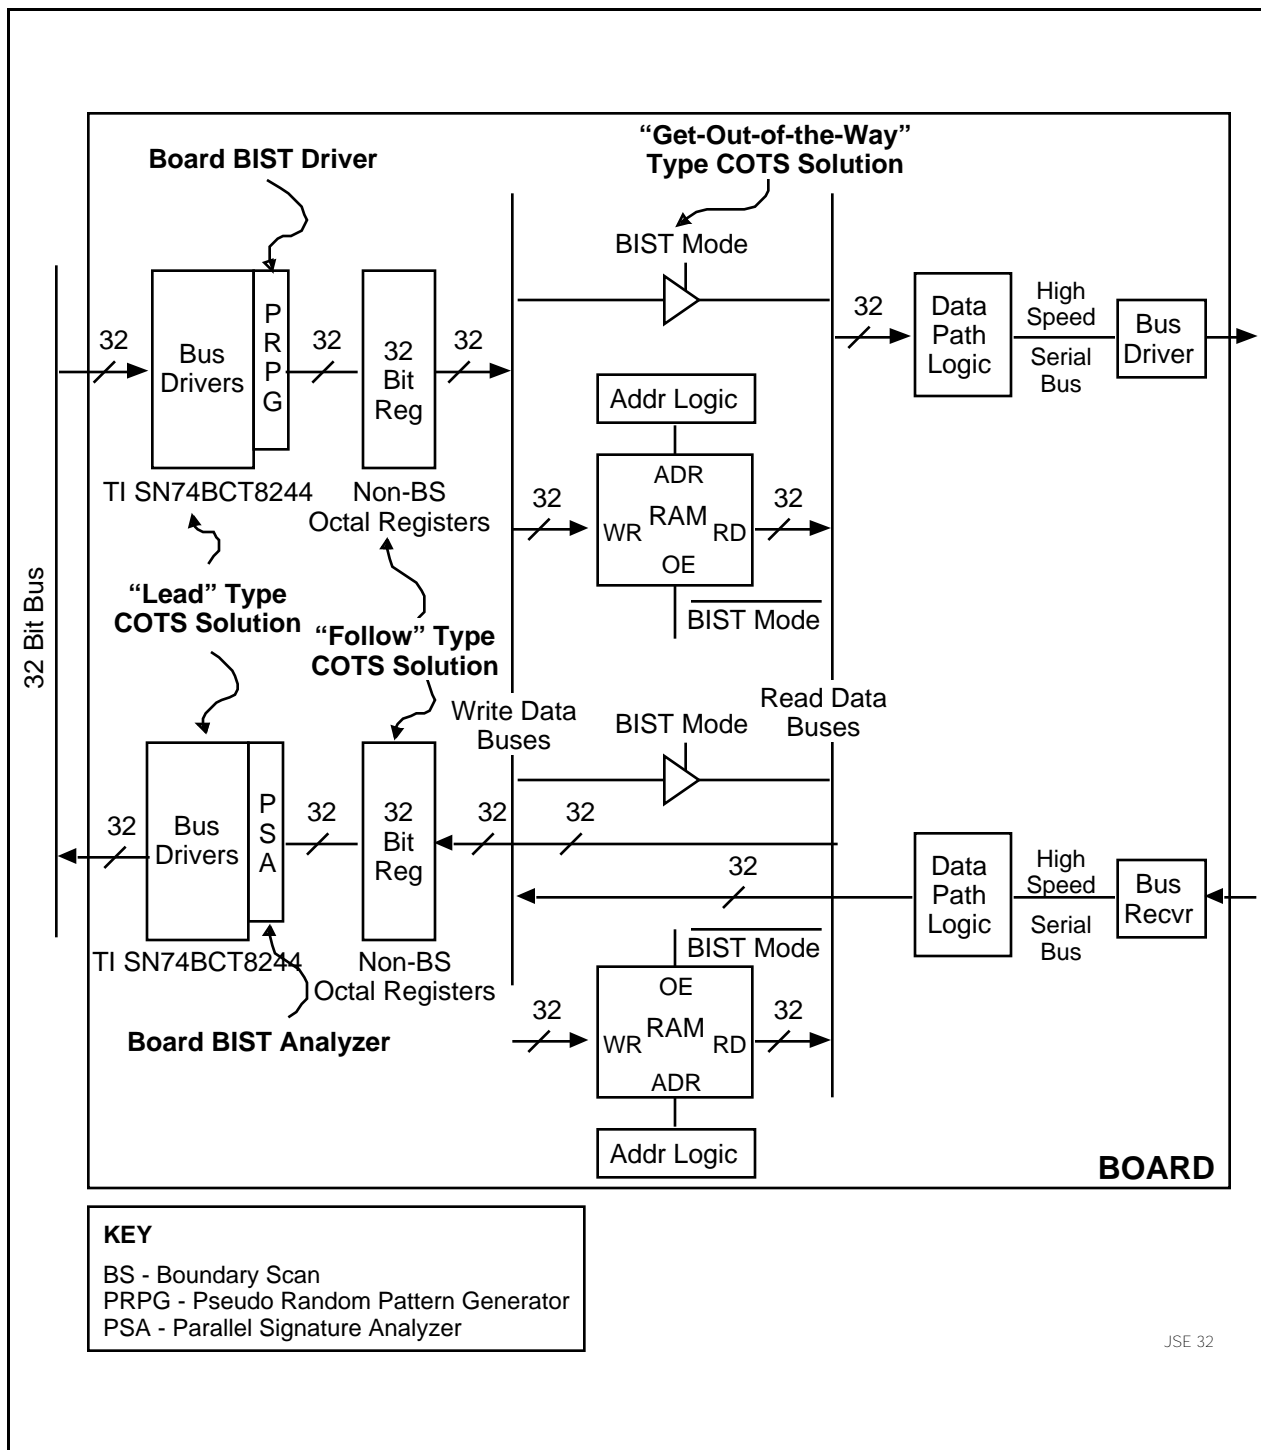 “Get-Out-of-the-Way”
Type COTS Solution
Board BIST Driver
BIST Mode
32
Bus
Drivers
P
R
P
G
32
32
Bit
Reg
32
32
Data
Path
Logic
High
Speed
Serial
Bus
Bus
Driver
Addr Logic
TI SN74BCT8244
Non-BS
Octal Registers
32
ADR
WR
RAM
RD
OE
32
BIST Mode
32 Bit Bus
“Lead” Type
COTS Solution
“Follow” Type
COTS Solution
Write Data
Buses
BIST Mode
Read Data
Buses
32
Bus
Drivers
P
S
A
32
32
Bit
Reg
32
32
32
Data
Path
Logic
High
Speed
Serial
Bus
Bus
Recvr
TI SN74BCT8244
Non-BS
Octal Registers
BIST Mode
32
OE
WR
RAM
RD
ADR
32
Board BIST Analyzer
Addr Logic
BOARD
KEY
BS - Boundary Scan
PRPG - Pseudo Random Pattern Generator
PSA - Parallel Signature Analyzer
JSE 32